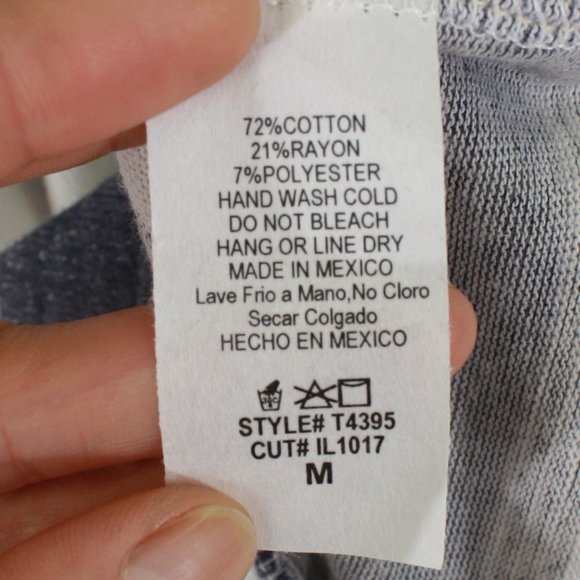 72%COTTON
21%RAYON
7%POLYESTER
HAND WASH COLD
DO NOT BLEACH
HANG OR LINE DRY
MADE IN MEXICO
Lave Frio a Mano,No Cloro
Secar Colgado
HECHO EN MEXICO
STYLE# T4395
CUT# IL1017
M